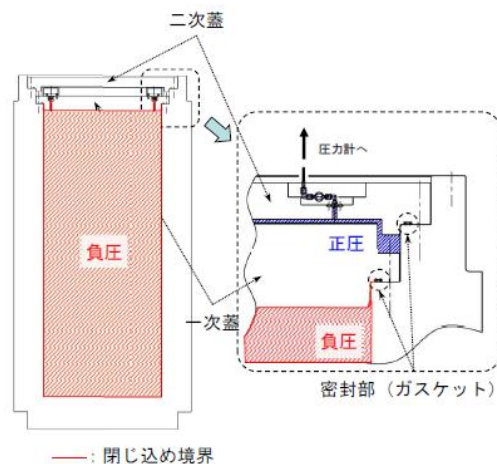 二次蓋
圧力計へ
正圧
負圧
一次蓋
負圧
密封部（ガスケット）
：閉じ込め境界